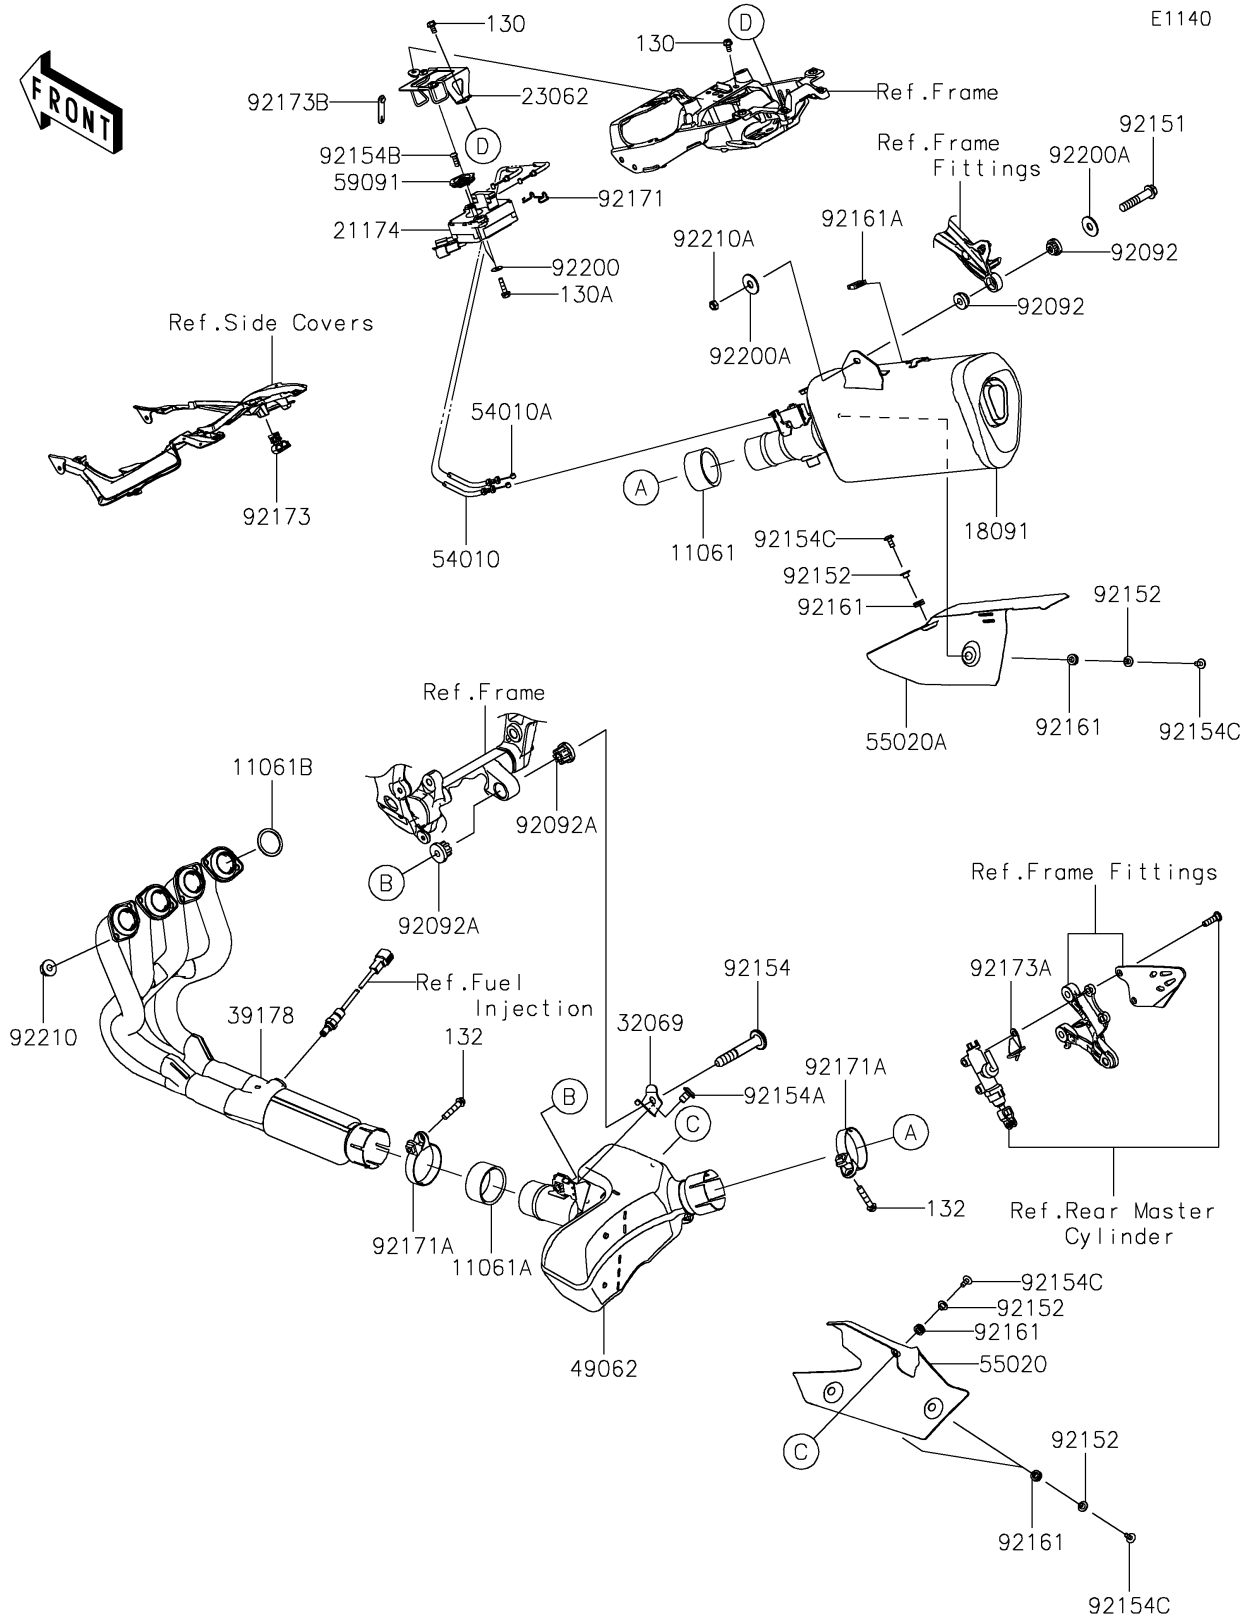 E1140
130
130
D
FRONT
92173B
23062
Ref.Frame
D
92151
Ref.Frame
Fittings
92200A
92154B
59091
92171
21174
92161A
92210A
92092
92200
130A
92092
Ref.Side Covers
92200A
54010A
A
92173
54010
11061
92154C
18091
92152
92161
92152
92161
92154C
55020A
Ref.Frame
11061B
92092A
B
92092A
Ref.Frame Fittings
92210
39178
Ref.Fuel
Injection
92154
92173A
132
32069
92171A
B
92154A
C
A
132
Ref.Rear Master
Cylinder
92171A
11061A
49062
92154C
92152
92161
55020
C
92152
92161
92154C